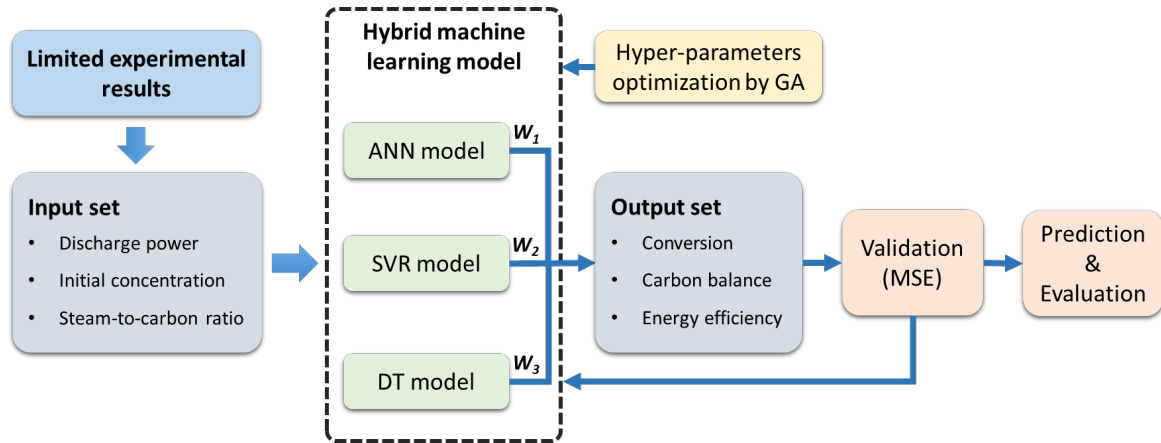 Limited experimental
results
Input set
• Discharge power
• Initial concentration
• Steam-to-carbon ratio
Hybrid machine
learning model
ANN model
W1
SVR model
W2
DT model
W3
Hyper-parameters
optimization by GA
Output set
• Conversion
• Carbon balance
• Energy efficiency
Validation
(MSE)
Prediction
&
Evaluation